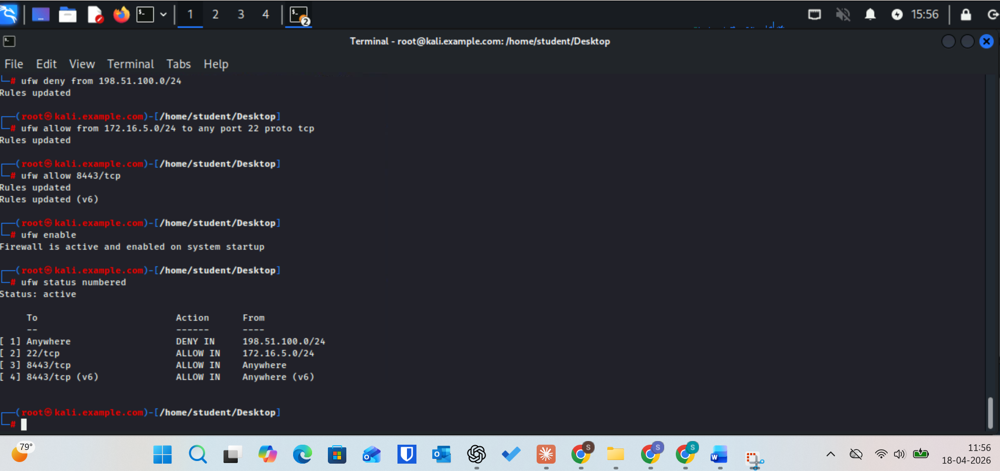 1 2 3 4 2 15:56
Terminal - root@kali.example.com: /home/student/Desktop
File Edit View Terminal Tabs Help
└─# ufw deny from 198.51.100.0/24
Rules updated
┌──(root㉿kali.example.com)-[/home/student/Desktop]
└─# ufw allow from 172.16.5.0/24 to any port 22 proto tcp
Rules updated
┌──(root㉿kali.example.com)-[/home/student/Desktop]
└─# ufw allow 8443/tcp
Rules updated
Rules updated (v6)
┌──(root㉿kali.example.com)-[/home/student/Desktop]
└─# ufw enable
Firewall is active and enabled on system startup
┌──(root㉿kali.example.com)-[/home/student/Desktop]
└─# ufw status numbered
Status: active
To Action From
-- ------ ----
[ 1] Anywhere DENY IN 198.51.100.0/24
[ 2] 22/tcp ALLOW IN 172.16.5.0/24
[ 3] 8443/tcp ALLOW IN Anywhere
[ 4] 8443/tcp (v6) ALLOW IN Anywhere (v6)
┌──(root㉿kali.example.com)-[/home/student/Desktop]
└─#
79° S S S 11:56
18-04-2026